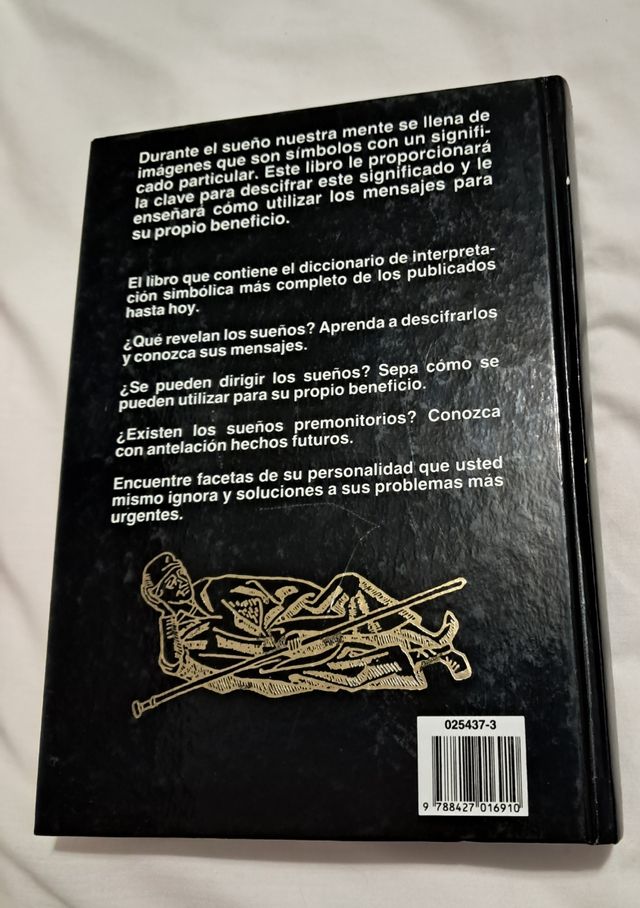 Durante el sueño nuestra mente se llena de
imágenes que son símbolos con un signifi-
cado particular. Este libro le proporcionará
la clave para descifrar este significado y le
enseñará cómo utilizar los mensajes para
su propio beneficio.
El libro que contiene el diccionario de interpreta-
ción simbólica más completo de los publicados
hasta hoy.
¿Qué revelan los sueños? Aprenda a descifrarlos
y conozca sus mensajes.
¿Se pueden dirigir los sueños? Sepa cómo se
pueden utilizar para su propio beneficio.
¿Existen los sueños premonitorios? Conozca
con antelación hechos futuros.
Encuentre facetas de su personalidad que usted
mismo ignora y soluciones a sus problemas más
urgentes.
025437-3
9 788427 016910